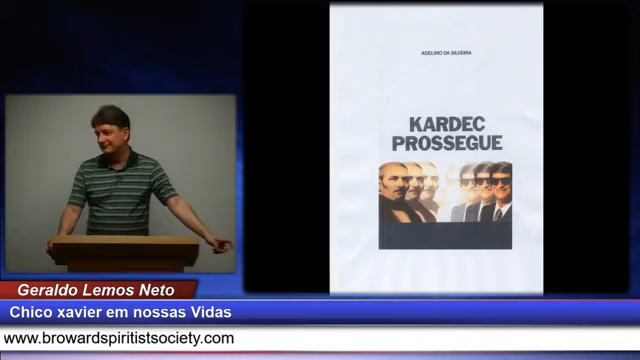 ADELINO DA SILVEIRA
KARDEC
PROSSEGUE
Geraldo Lemos Neto
Chico xavier em nossas Vidas
www.browardspiritistsociety.com